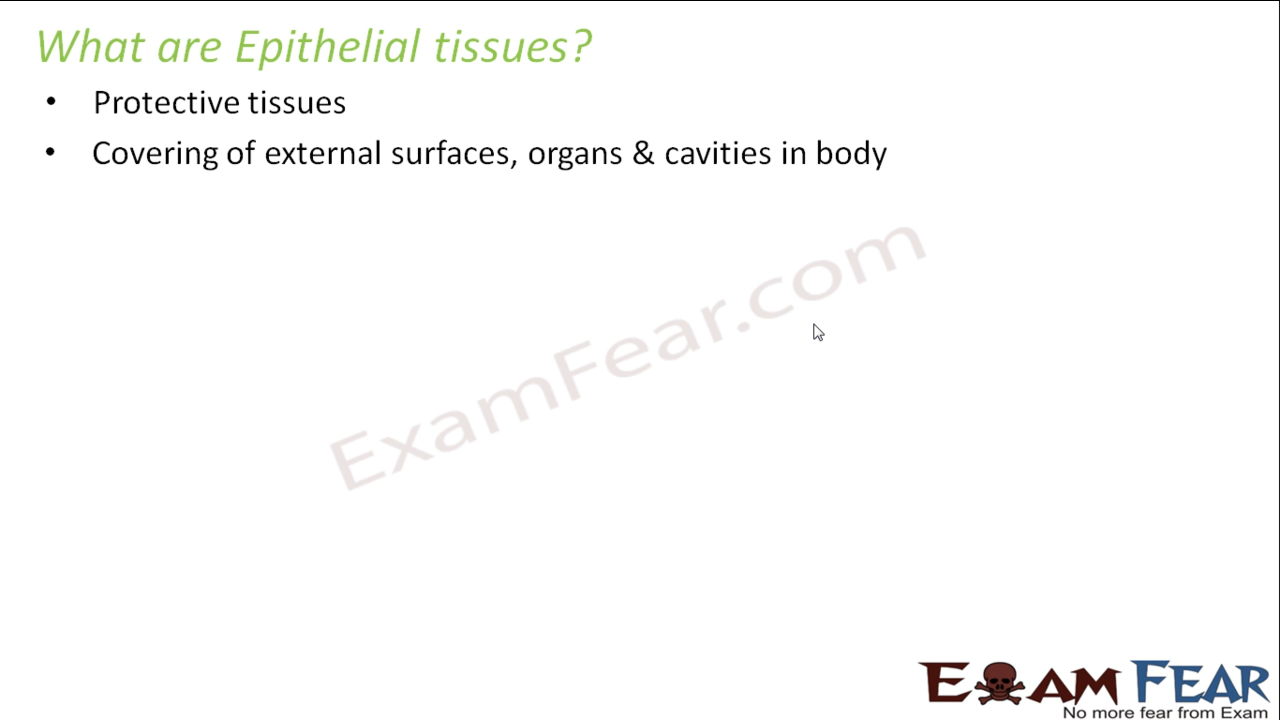 What are Epithelial tissues?
• Protective tissues
• Covering of external surfaces, organs & cavities in body
ExamFear.com
EXAM FEAR
No more fear from Exam